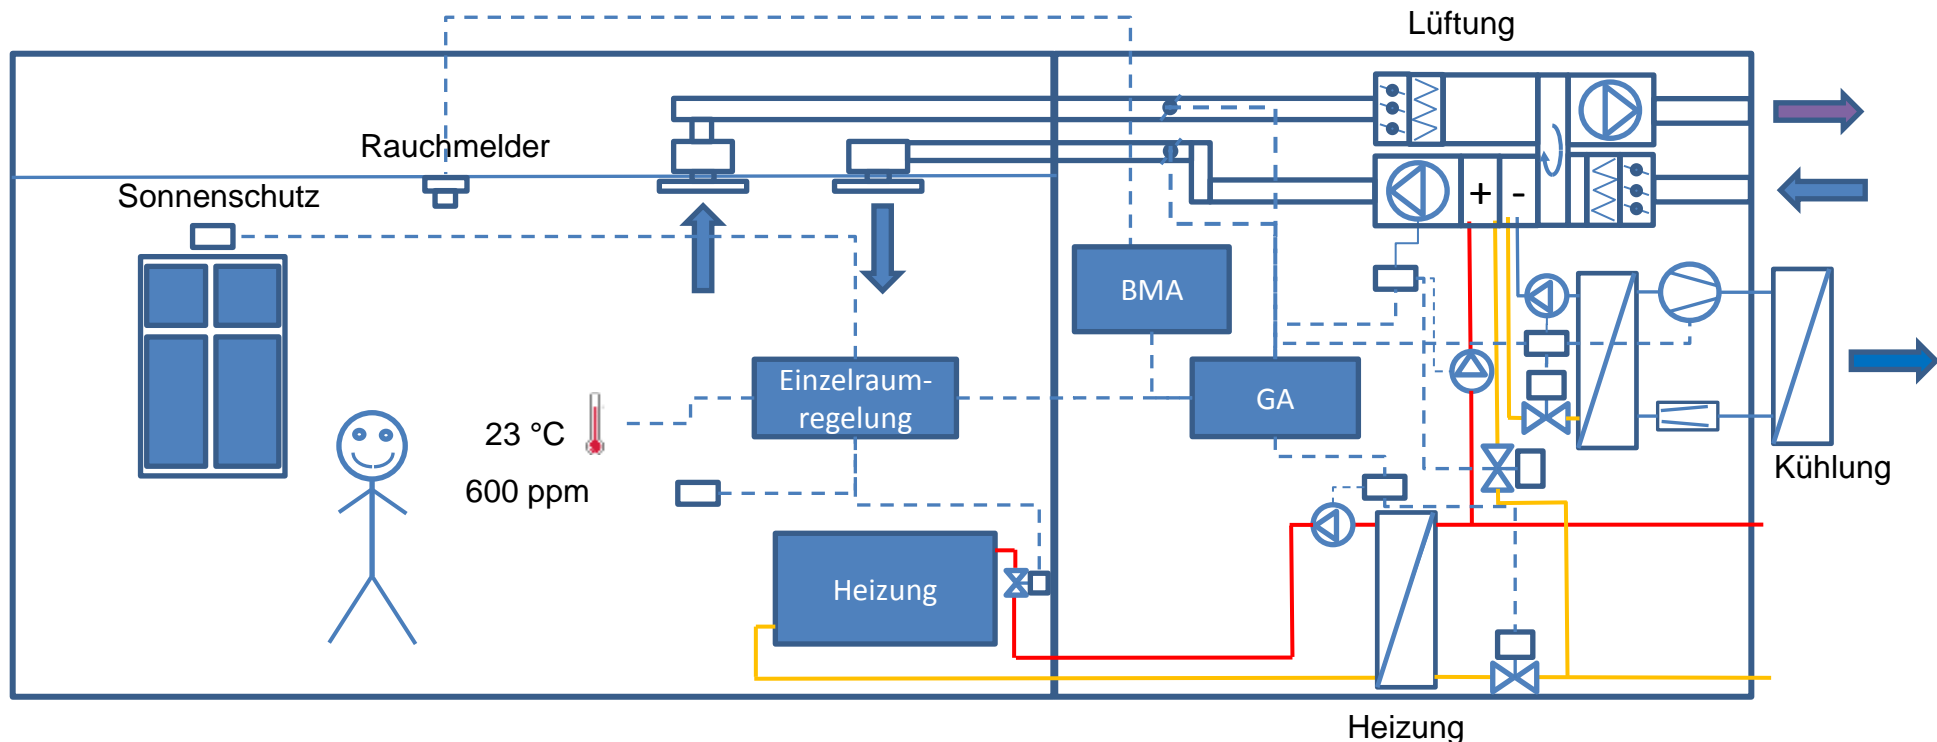 Lüftung
Rauchmelder
Sonnenschutz
+ -
BMA
Einzelraum-
regelung
GA
23 °C
600 ppm
Kühlung
Heizung
Heizung